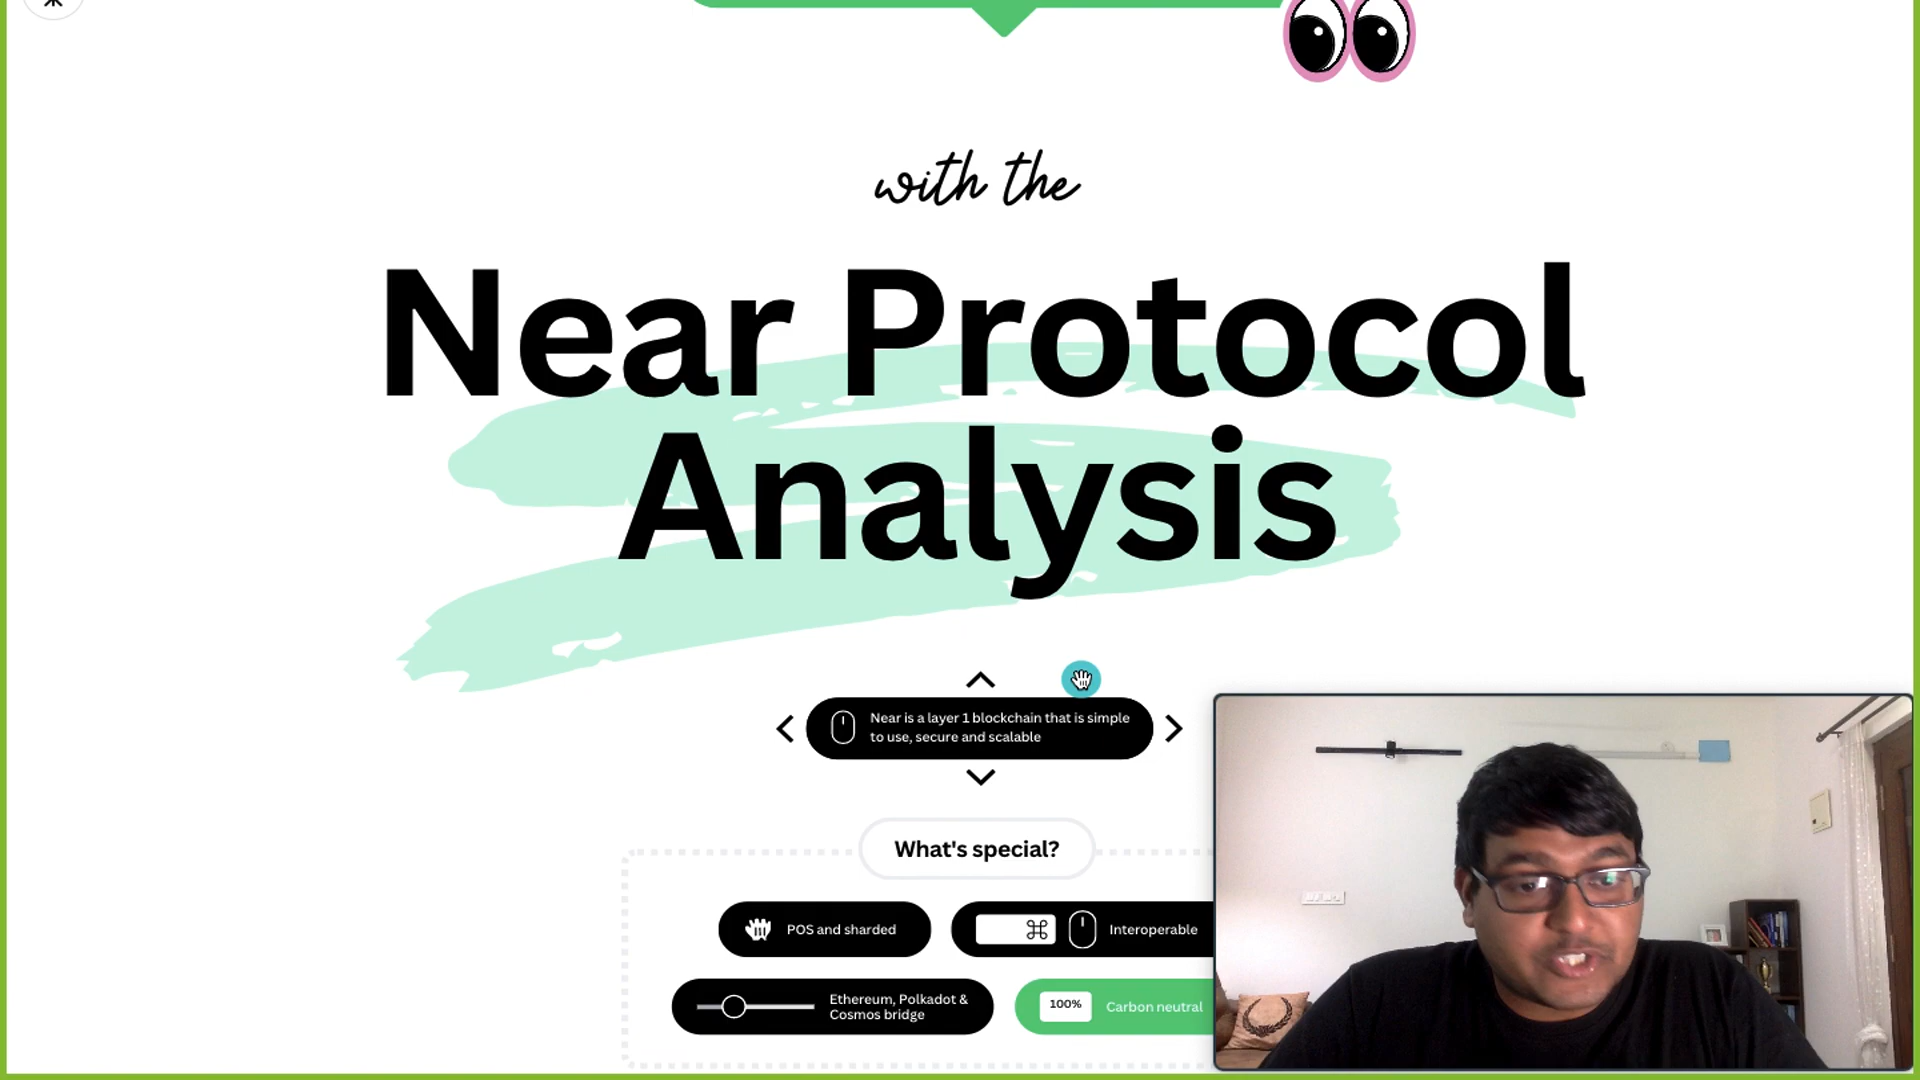 with the
Near Protocol
Analysis
Near is a layer 1 blockchain that is simple
to use, secure and scalable
What's special?
POS and sharded
Interoperable
Ethereum, Polkadot &
Cosmos bridge
100%
Carbon neutral